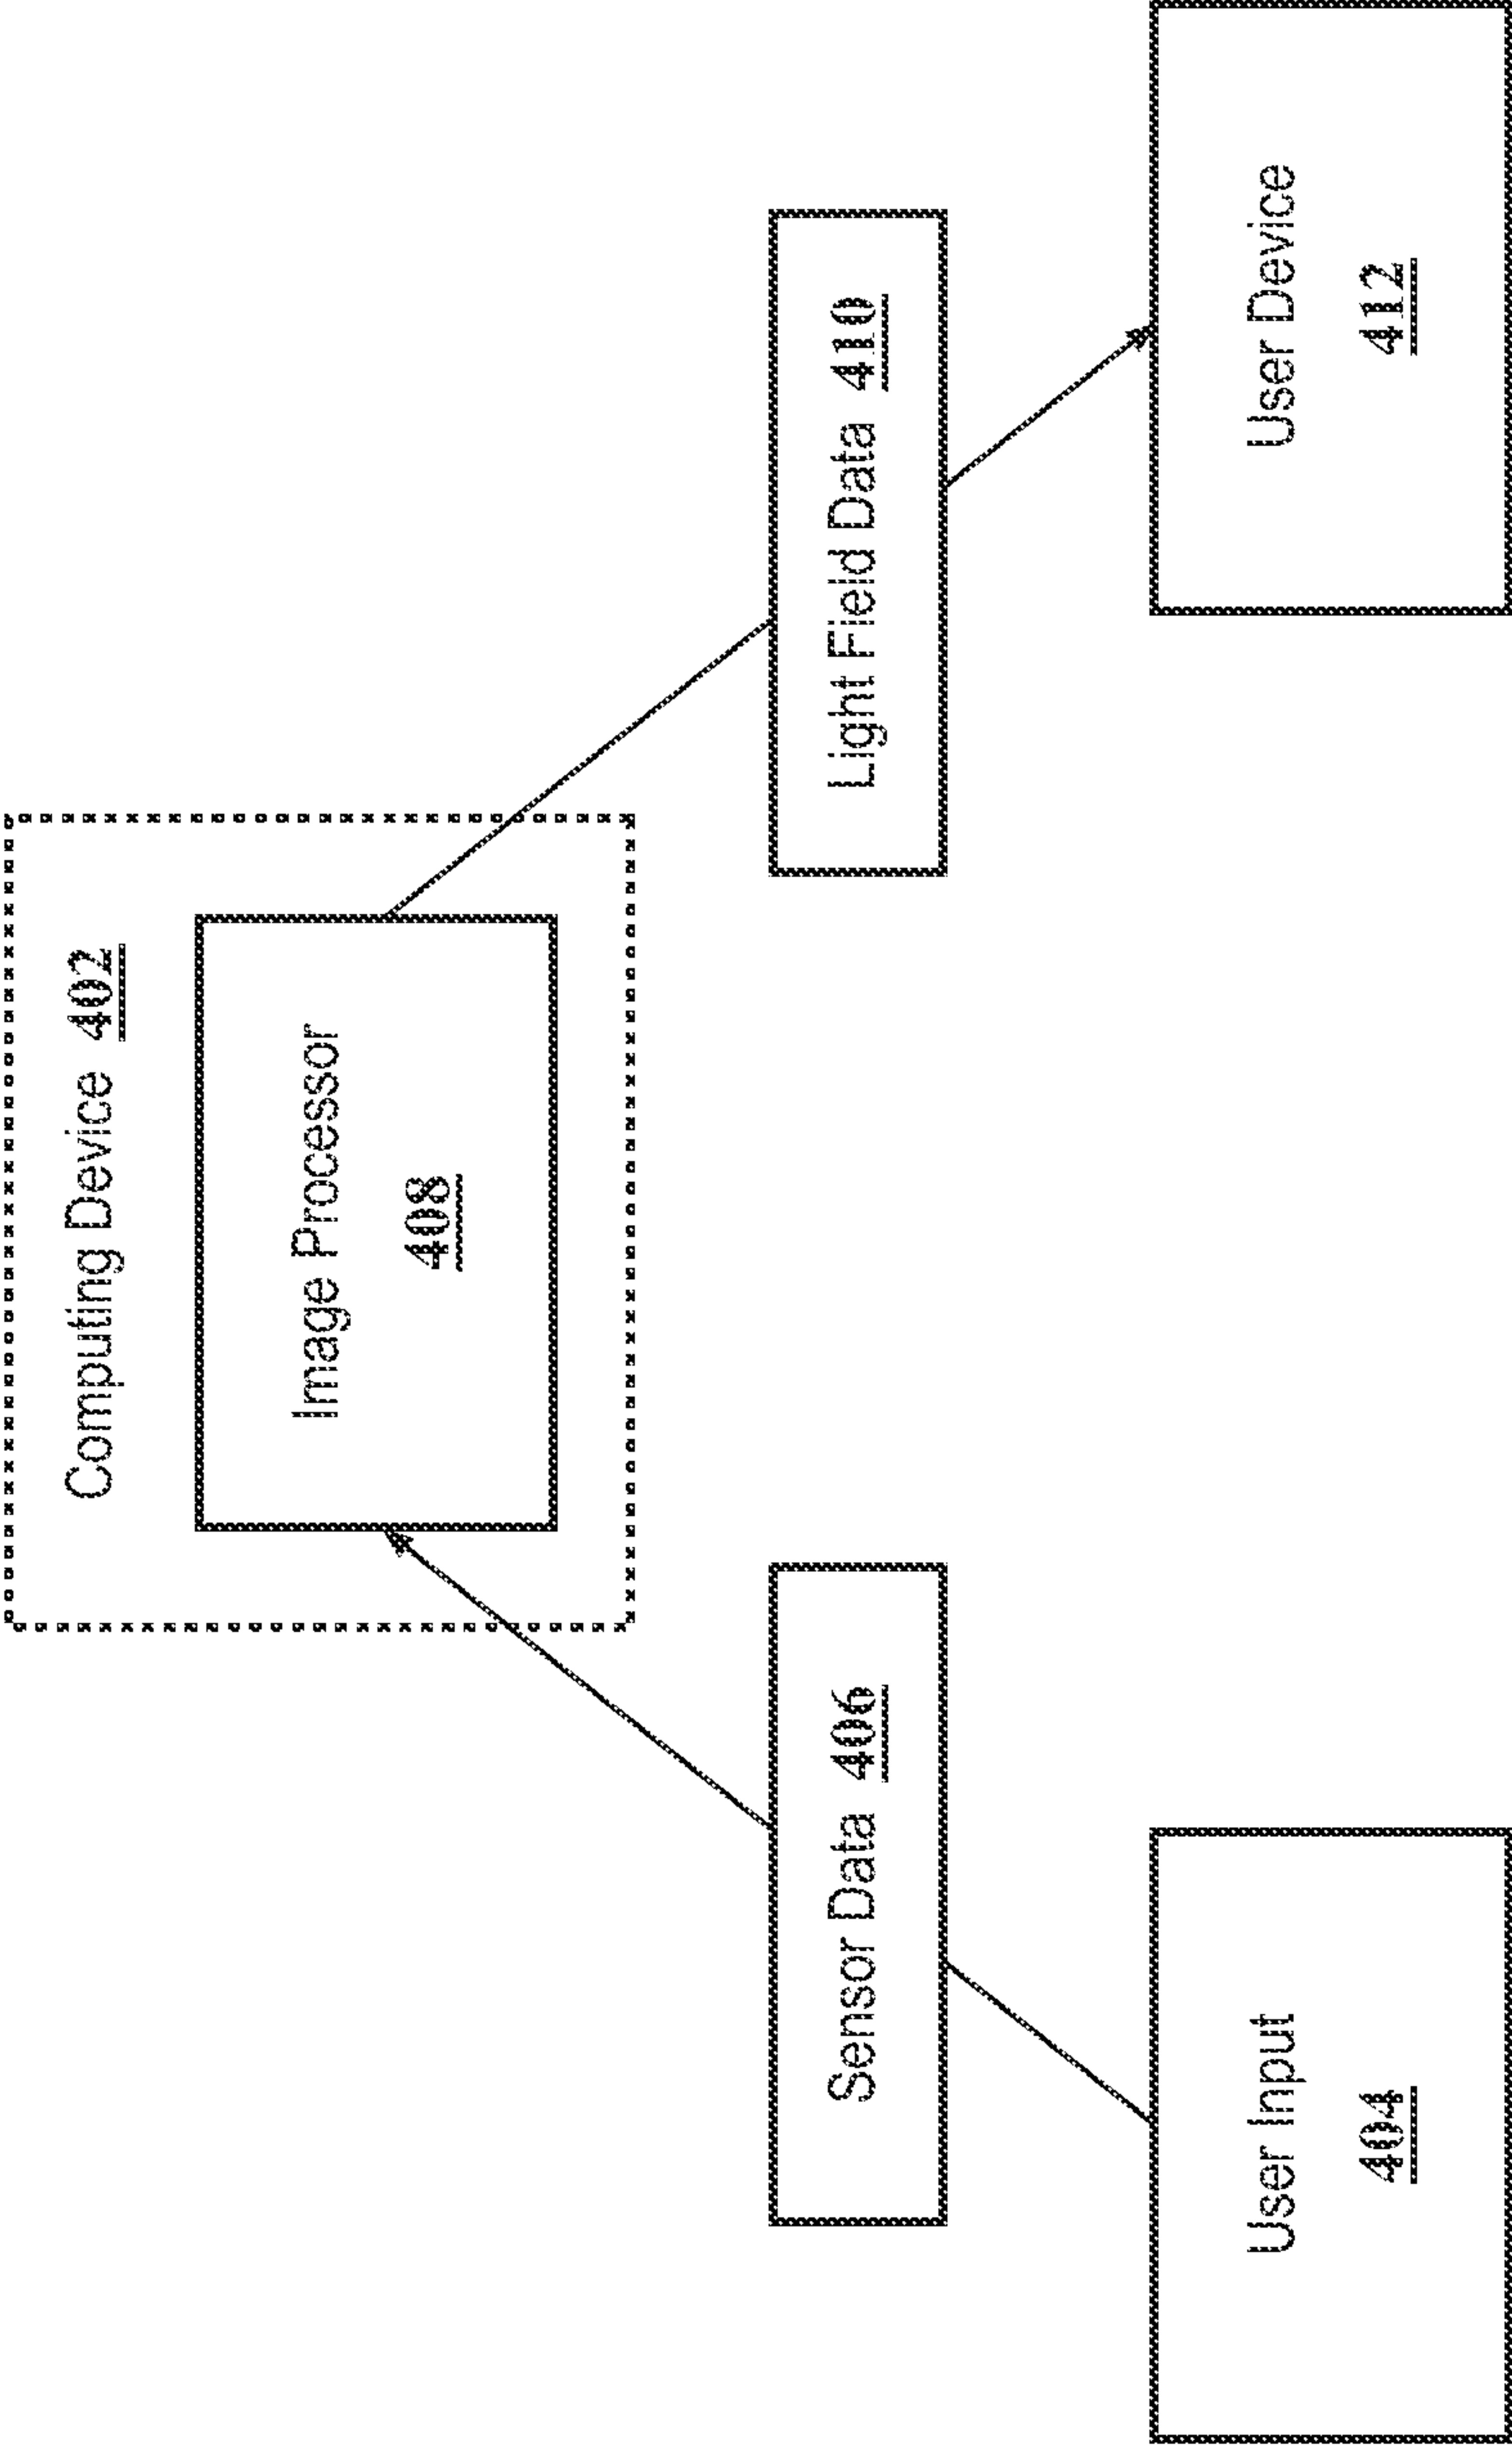 Computing Device 402
Image Processor
408
Sensor Data 406
Light Field Data 410
User Input
404
User Device
412